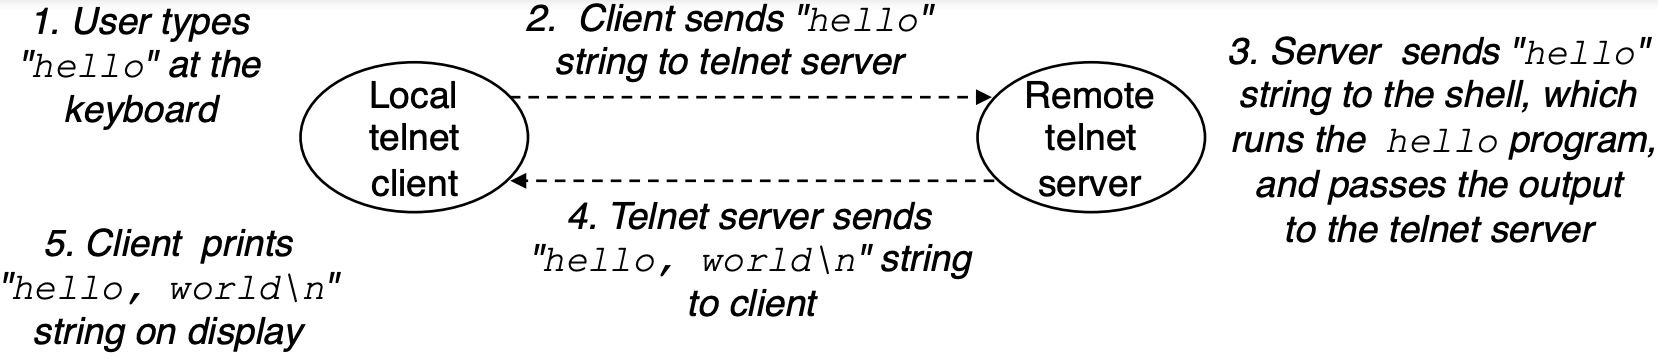 1. User types
"hello" at the
keyboard
Local
telnet
client
2. Client sends "hello"
string to telnet server
Remote
telnet
server
3. Server sends "hello"
string to the shell, which
runs the hello program,
and passes the output
to the telnet server
4. Telnet server sends
"hello, world\n" string
to client
5. Client prints
"hello, world\n"
string on display